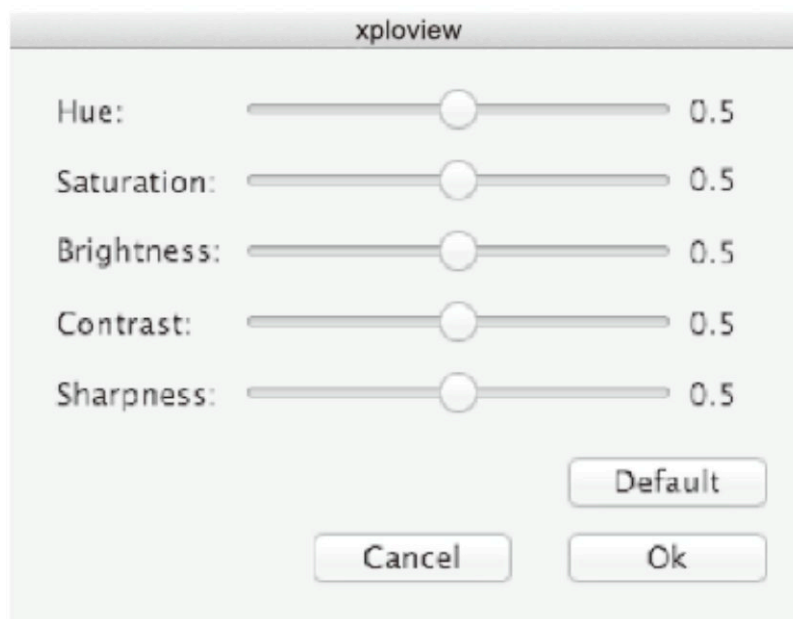 xploview
Hue: 0.5
Saturation: 0.5
Brightness: 0.5
Contrast: 0.5
Sharpness: 0.5
Default
Cancel Ok